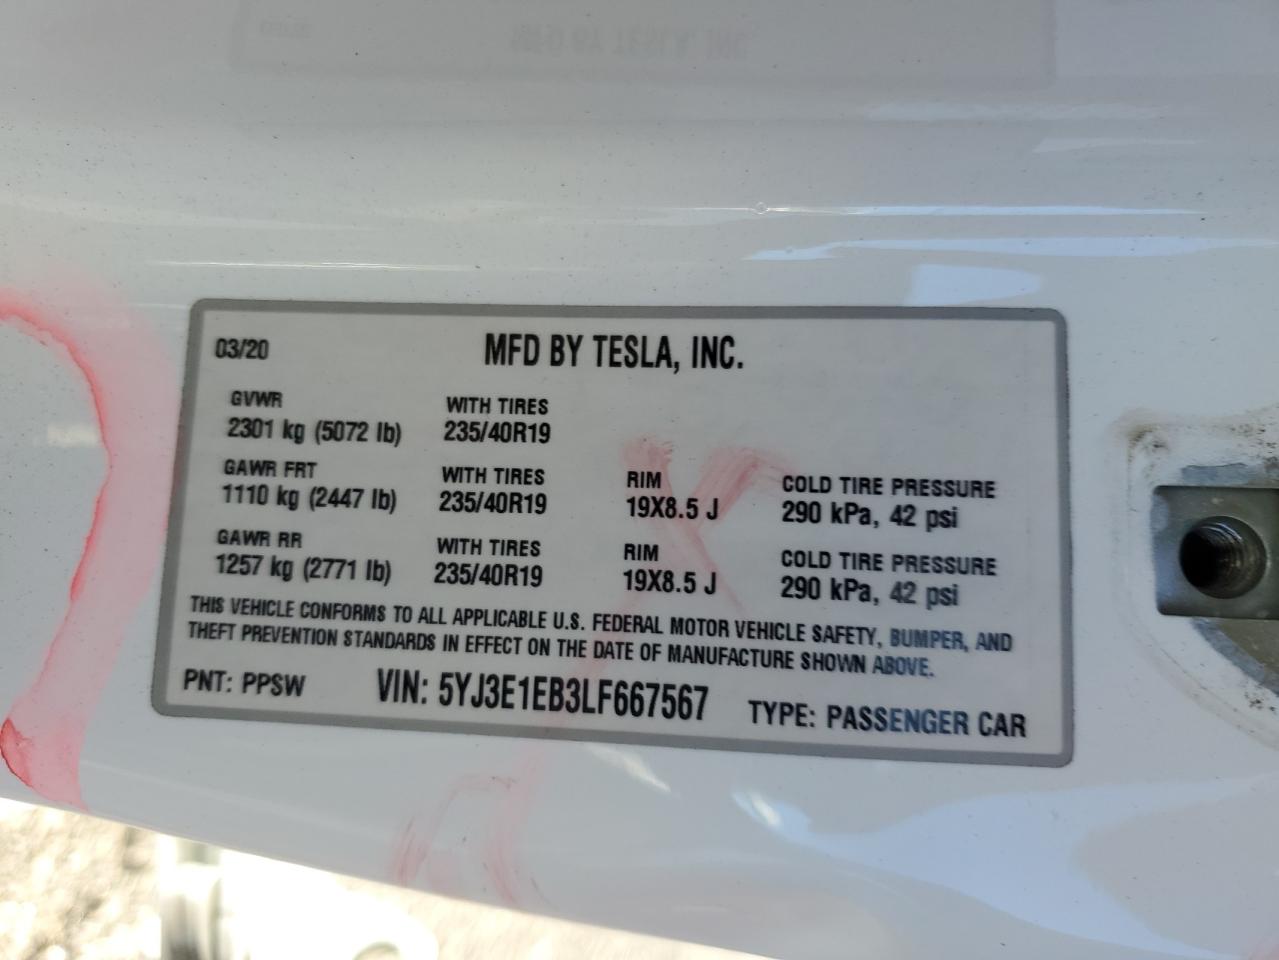 03/20 MFD BY TESLA, INC.
GVWR WITH TIRES
2301 kg (5072 lb) 235/40R19
GAWR FRT WITH TIRES RIM COLD TIRE PRESSURE
1110 kg (2447 lb) 235/40R19 19X8.5 J 290 kPa, 42 psi
GAWR RR WITH TIRES RIM COLD TIRE PRESSURE
1257 kg (2771 lb) 235/40R19 19X8.5 J 290 kPa, 42 psi
THIS VEHICLE CONFORMS TO ALL APPLICABLE U.S. FEDERAL MOTOR VEHICLE SAFETY, BUMPER, AND
THEFT PREVENTION STANDARDS IN EFFECT ON THE DATE OF MANUFACTURE SHOWN ABOVE.
PNT: PPSW VIN: 5YJ3E1EB3LF667567 TYPE: PASSENGER CAR